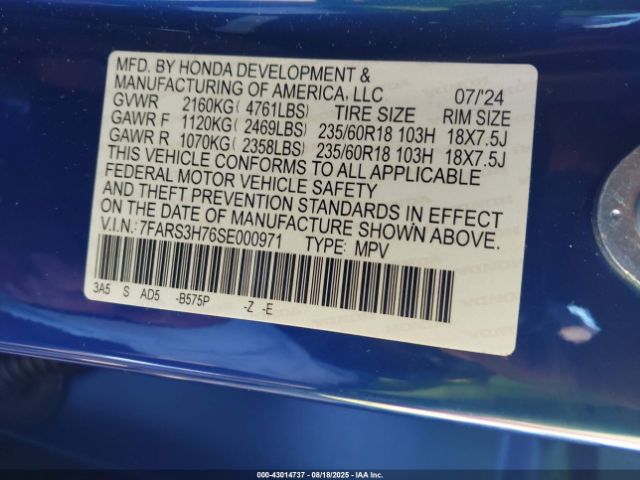 MFD. BY HONDA DEVELOPMENT &
MANUFACTURING OF AMERICA, LLC 07/'24
GVWR 2160KG( 4761LBS) TIRE SIZE RIM SIZE
GAWR F 1120KG( 2469LBS) 235/60R18 103H 18X7.5J
GAWR R 1070KG( 2358LBS) 235/60R18 103H 18X7.5J
THIS VEHICLE CONFORMS TO ALL APPLICABLE
FEDERAL MOTOR VEHICLE SAFETY
AND THEFT PREVENTION STANDARDS IN EFFECT
ON THE DATE OF MANUFACTURE SHOWN ABOVE.
V.I.N.: 7FARS3H76SE000971 TYPE: MPV
3A5 S AD5 -B575P -Z -E
000-43014737 - 08/18/2025 - IAA Inc.